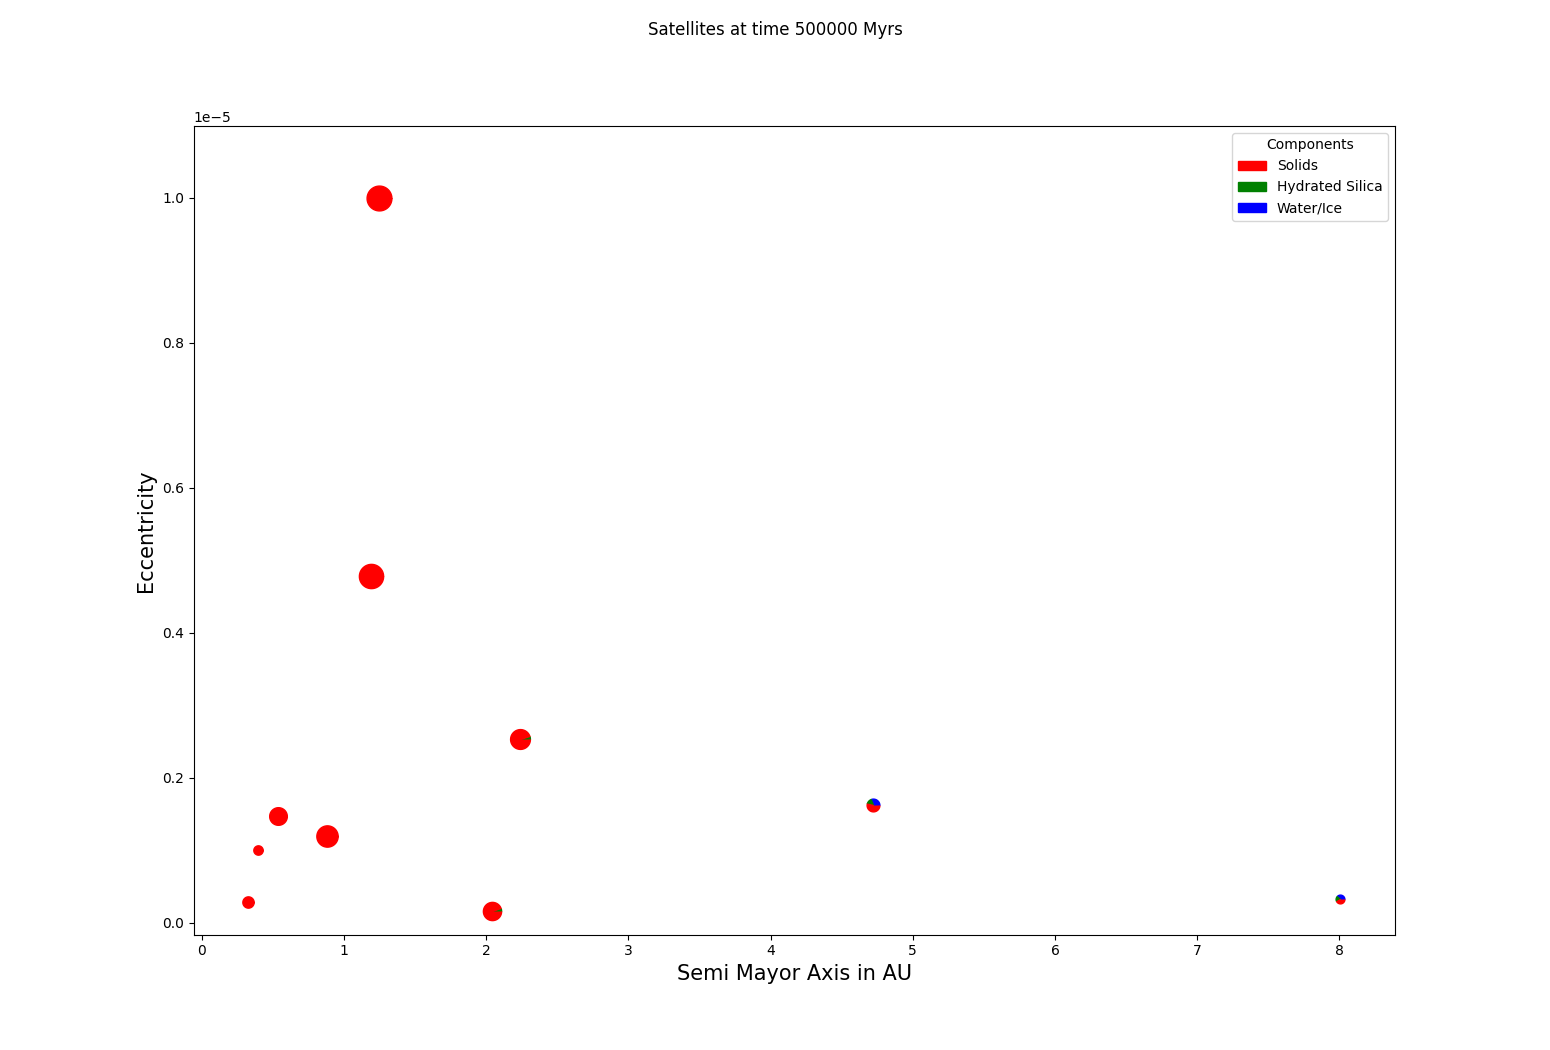 Satellites at time 500000 Myrs
1e−5
Components
Solids
Hydrated Silica
Water/Ice
1.0
0.8
0.6
0.4
0.2
0.0
Eccentricity
0 1 2 3 4 5 6 7 8
Semi Mayor Axis in AU